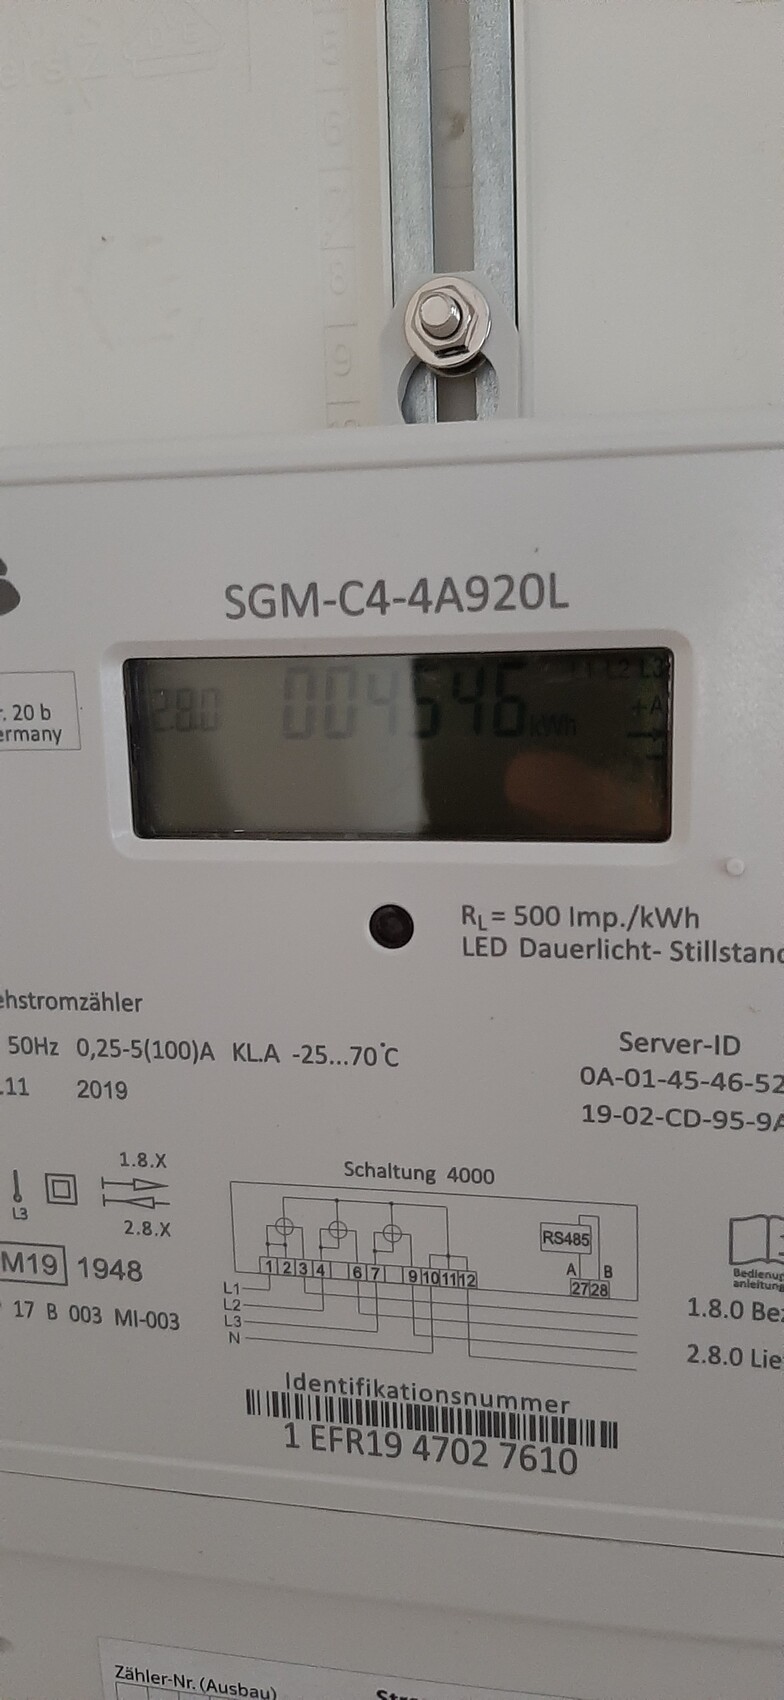 SGM-C4-4A920L
. 20 b
ermany
2.8.0 004546 kWh
L1 L2 L3
+A
RL= 500 Imp./kWh
LED Dauerlicht- Stillstand
ehstromzähler
50Hz 0,25-5(100)A KL.A -25...70°C
.11 2019
Server-ID
0A-01-45-46-52
19-02-CD-95-9A
1.8.X
2.8.X
L3
M19 1948
17 B 003 MI-003
Schaltung 4000
RS485
A B
1 2 3 4 6 7 9 10 11 12
27 28
L1
L2
L3
N
Bedienun
anleitung
1.8.0 Be
2.8.0 Lie
Identifikationsnummer
1 EFR19 4702 7610
Zähler-Nr. (Ausbau)